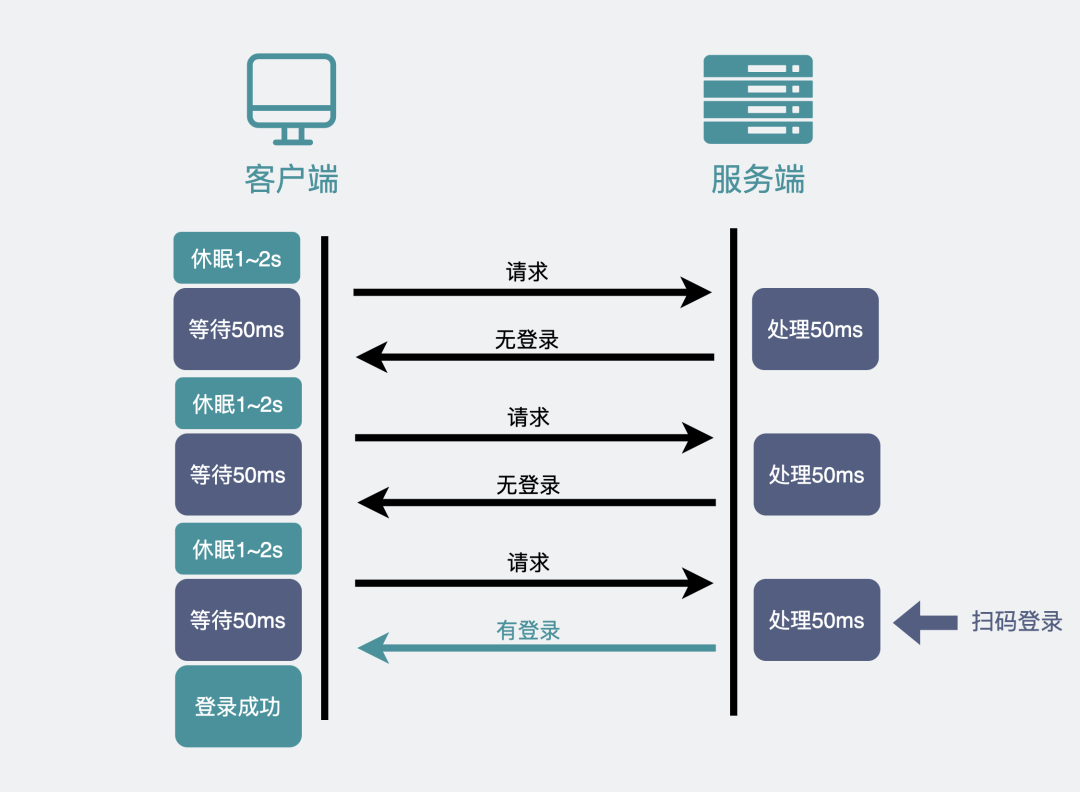 客户端
服务端
休眠1~2s
请求
等待50ms
处理50ms
无登录
休眠1~2s
请求
等待50ms
处理50ms
无登录
休眠1~2s
请求
等待50ms
处理50ms
扫码登录
有登录
登录成功